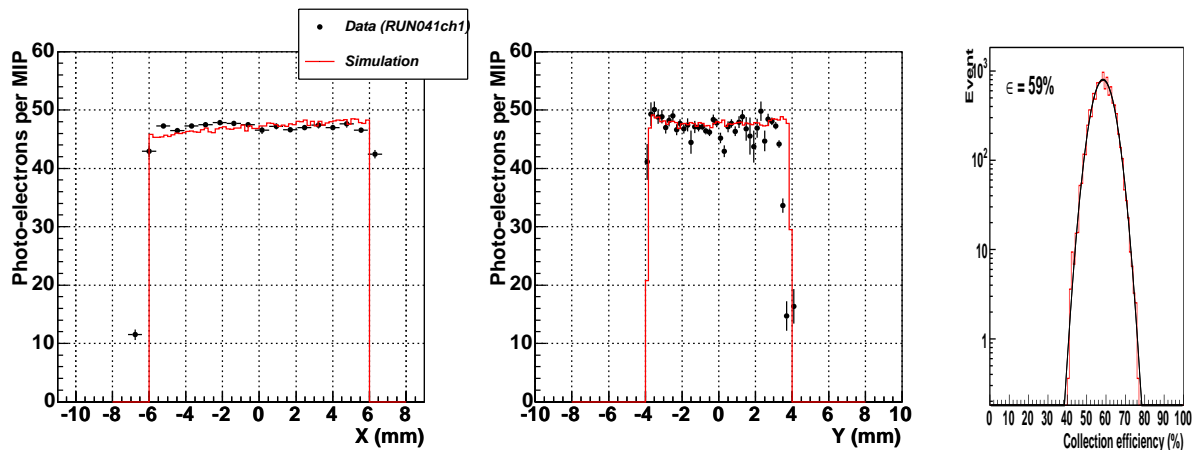 Data (RUN041ch1)
Simulation
Photo-electrons per MIP
60
50
40
30
20
10
0
-10 -8 -6 -4 -2 0 2 4 6 8
X (mm)
Photo-electrons per MIP
60
50
40
30
20
10
0
-10 -8 -6 -4 -2 0 2 4 6 8 10
Y (mm)
Event
10³
10²
10
1
ϵ = 59%
0 10 20 30 40 50 60 70 80 90 100
Collection efficiency (%)